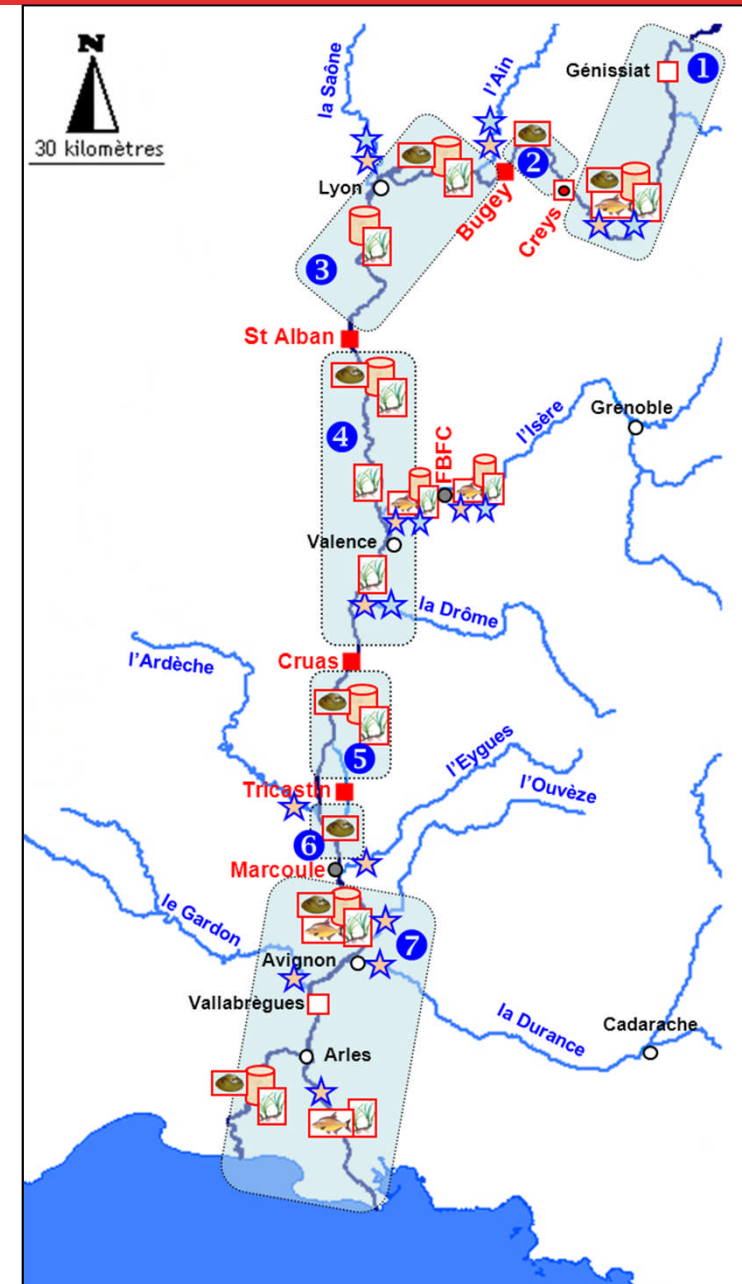 N
30 kilomètres
la Saône
l'Ain
Génissiat
1
2
Lyon
Bugey
Creys
3
St Alban
4
l'Isère
Grenoble
FBFC
Valence
la Drôme
l'Ardèche
Cruas
5
l'Eygues
l'Ouvèze
Tricastin
6
Marcoule
le Gardon
7
Avignon
Vallabrègues
la Durance
Cadarache
Arles